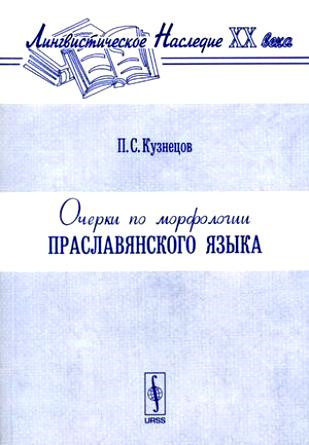 Лингвистическое Наследие XX века
П. С. Кузнецов
Очерки по морфологии
ПРАСЛАВЯНСКОГО ЯЗЫКА
URSS